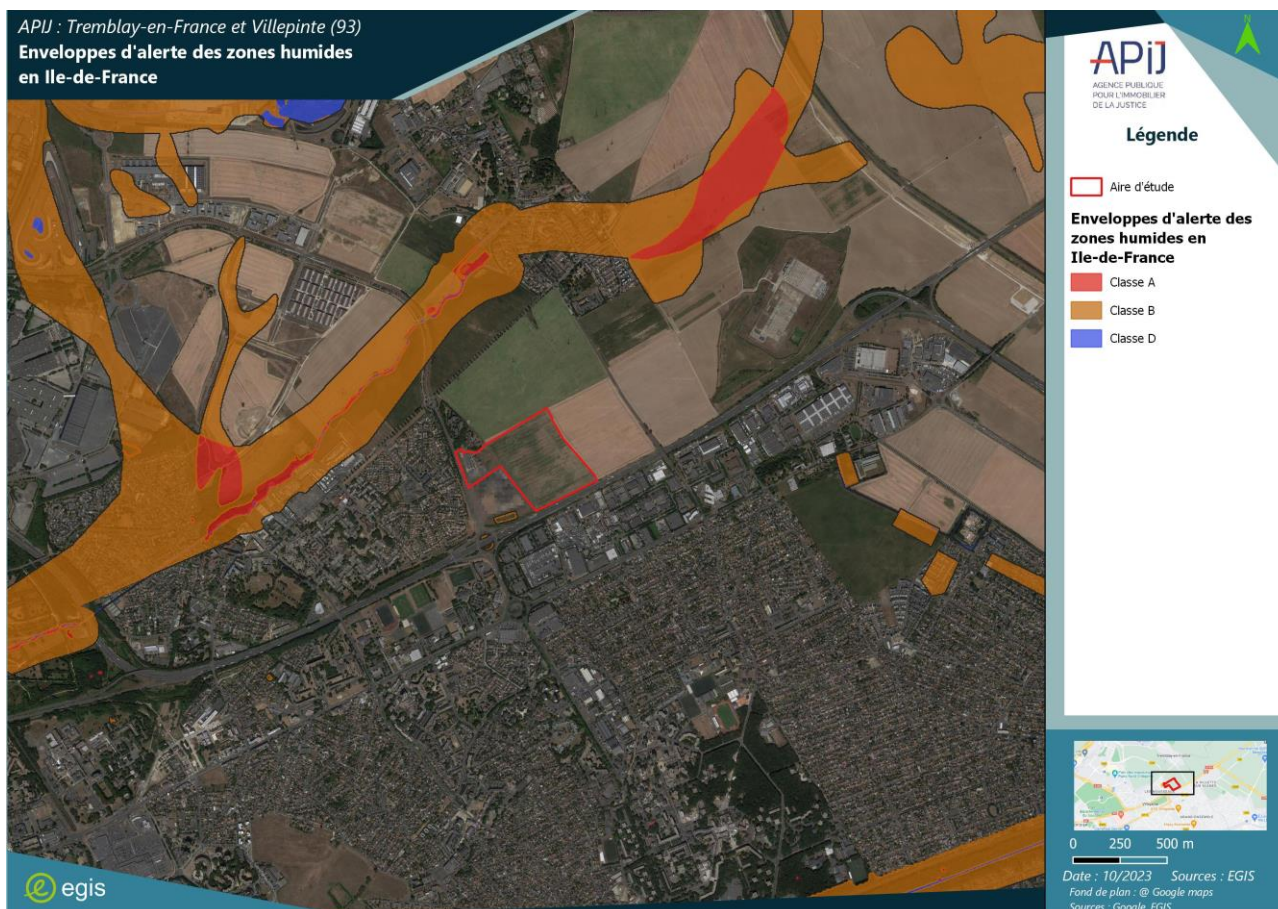 APIJ : Tremblay-en-France et Villepinte (93)
Enveloppes d'alerte des zones humides
en Ile-de-France
N
APiJ
AGENCE PUBLIQUE
POUR L'IMMOBILIER
DE LA JUSTICE
Légende
Aire d'étude
Enveloppes d'alerte des
zones humides en
Ile-de-France
Classe A
Classe B
Classe D
0 250 500 m
Date : 10/2023 Sources : EGIS
Fond de plan : @ Google maps
Sources : Google, EGIS
egis